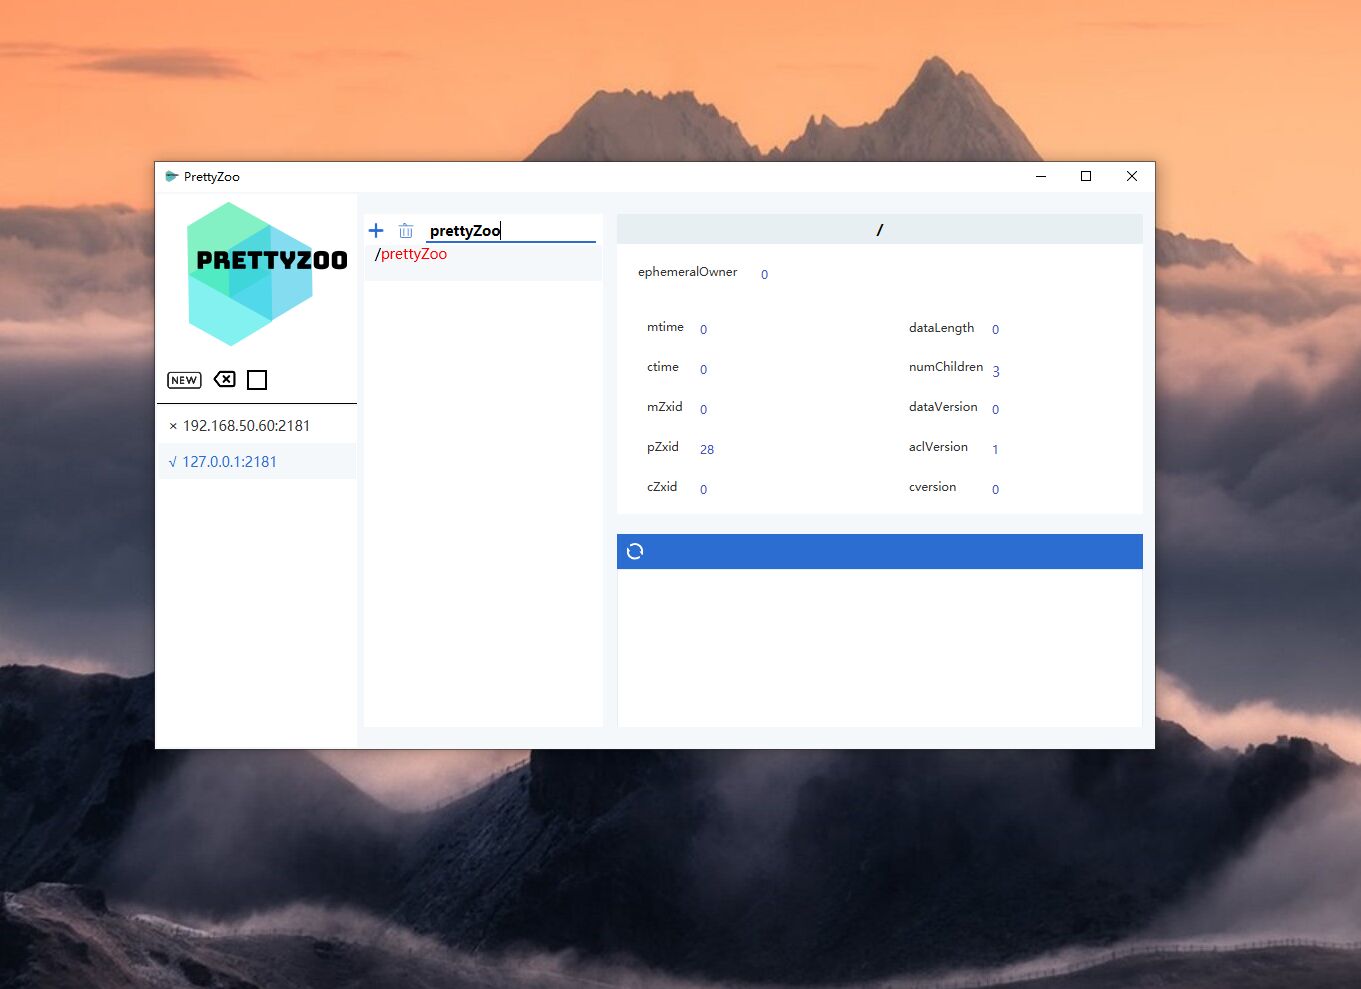 PrettyZoo
PRETTYZOO
NEW
× 192.168.50.60:2181
√ 127.0.0.1:2181
prettyZoo
/prettyZoo
/
ephemeralOwner 0
mtime 0 dataLength 0
ctime 0 numChildren 3
mZxid 0 dataVersion 0
pZxid 28 aclVersion 1
cZxid 0 cversion 0